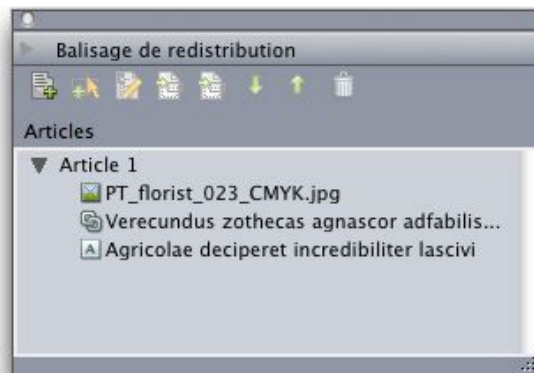 Balisage de redistribution
Articles
Article 1
PT_florist_023_CMYK.jpg
Verecundus zothecas agnascor adfabilis...
A Agricolae deciperet incredibiliter lascivi